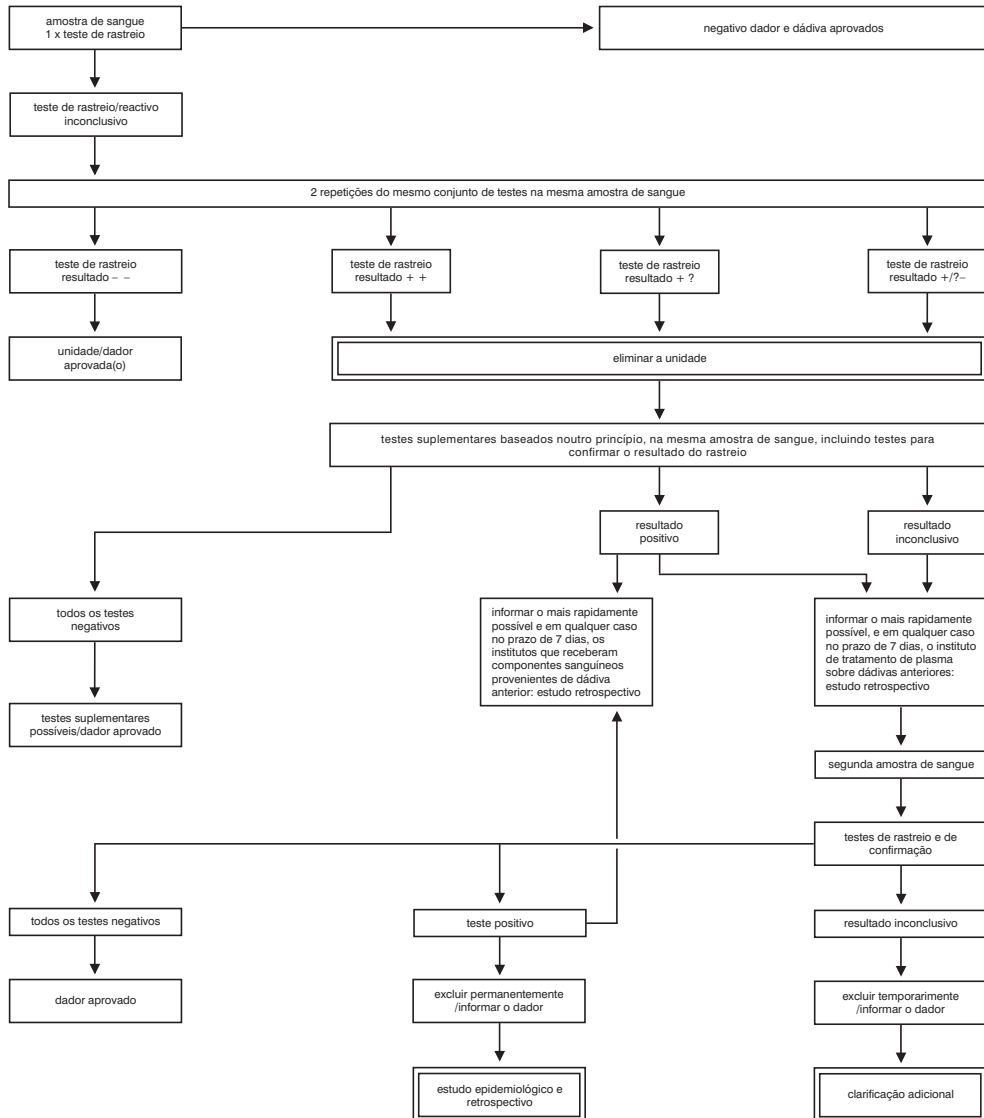 amostra de sangue
1 x teste de rastreio
negativo dador e dádiva aprovados
teste de rastreio/reactivo
inconclusivo
2 repetições do mesmo conjunto de testes na mesma amostra de sangue
teste de rastreio
resultado – –
teste de rastreio
resultado + +
teste de rastreio
resultado + ?
teste de rastreio
resultado +/?–
unidade/dador
aprovada(o)
eliminar a unidade
testes suplementares baseados noutro princípio, na mesma amostra de sangue, incluindo testes para
confirmar o resultado do rastreio
resultado
positivo
resultado
inconclusivo
todos os testes
negativos
informar o mais rapidamente
possível e em qualquer caso
no prazo de 7 dias, os
institutos que receberam
componentes sanguíneos
provenientes de dádiva
anterior: estudo retrospectivo
informar o mais rapidamente
possível, e em qualquer caso
no prazo de 7 dias, o instituto
de tratamento de plasma
sobre dádivas anteriores:
estudo retrospectivo
testes suplementares
possíveis/dador aprovado
segunda amostra de sangue
testes de rastreio e de
confirmação
todos os testes negativos
teste positivo
resultado inconclusivo
dador aprovado
excluir permanentemente
/informar o dador
excluir temporarimente
/informar o dador
estudo epidemiológico e
retrospectivo
clarificação adicional